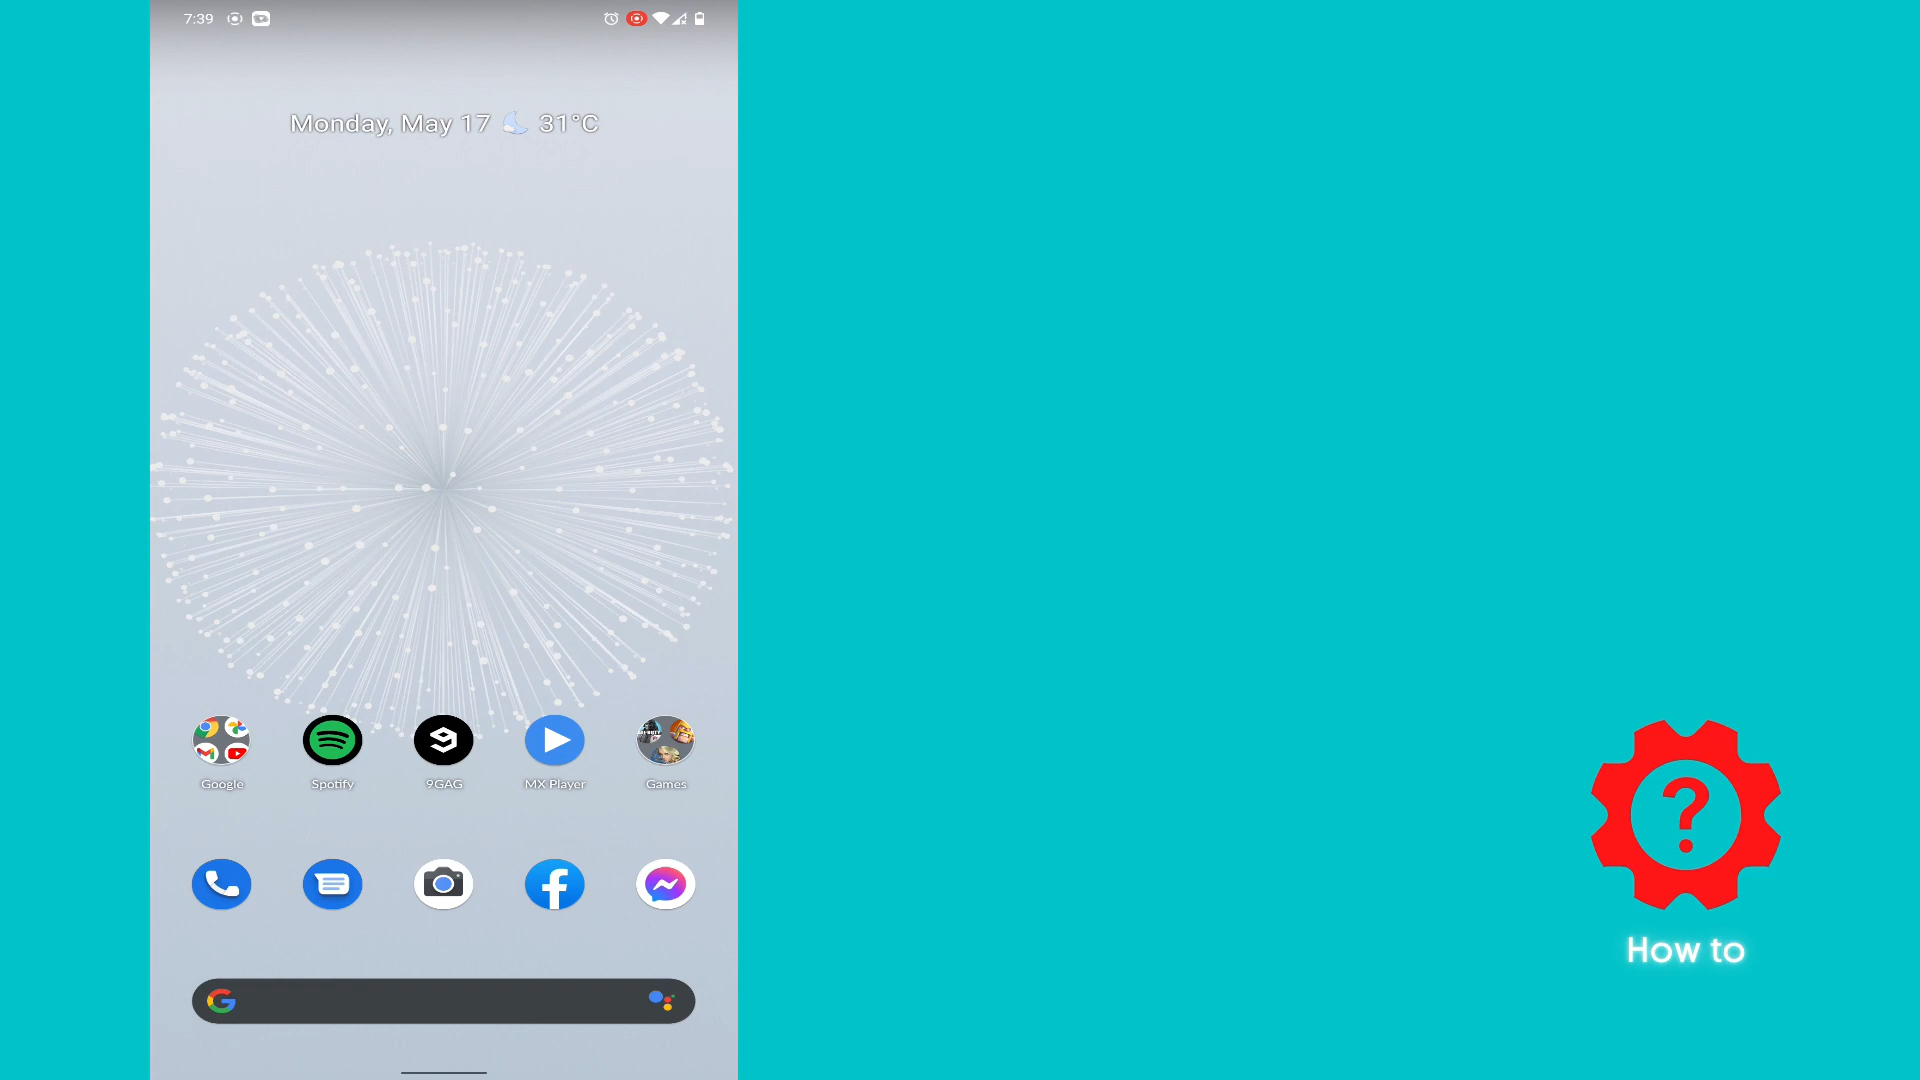 7:39
Monday, May 17 31°C
Google
Spotify
9GAG
MX Player
Games
How to